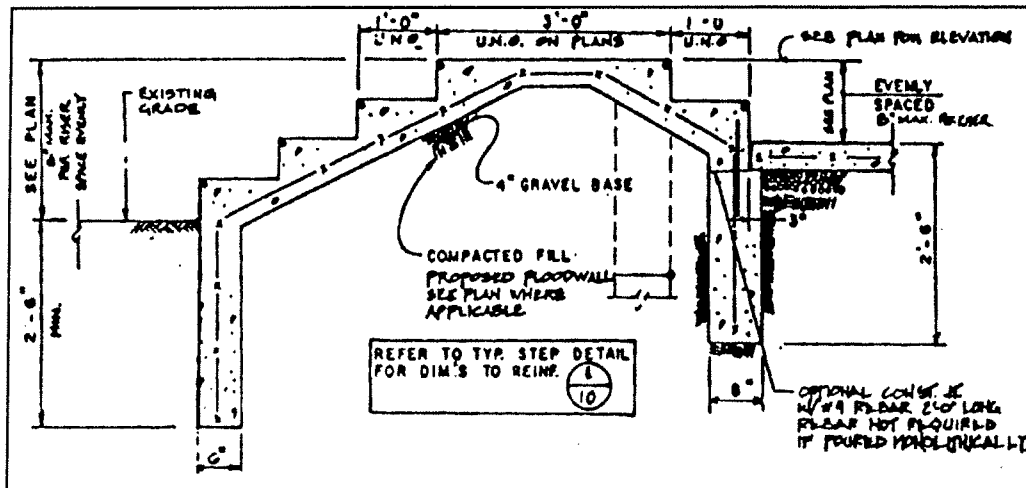 1'-0"
U.N.O.
3'-0"
U.N.O. ON PLANS
1'-0
U.N.O
SEE PLAN FOR ELEVATION
EXISTING
GRADE
SEE PLAN
8" MAX.
PER RISER
SPACE EVENLY
SEE PLAN
EVENLY
SPACED
8" MAX. RISER
4" GRAVEL BASE
3"
COMPACTED FILL
PROPOSED FLOODWALL
SEE PLAN WHERE
APPLICABLE
2'-6"
MIN.
2'-6"
REFER TO TYP. STEP DETAIL
FOR DIM'S TO REINF.
10
6"
8"
OPTIONAL CONST. JT.
W/ #4 REBAR 2'0" LONG
REBAR NOT REQUIRED
IF POURED MONOLITHICALLY